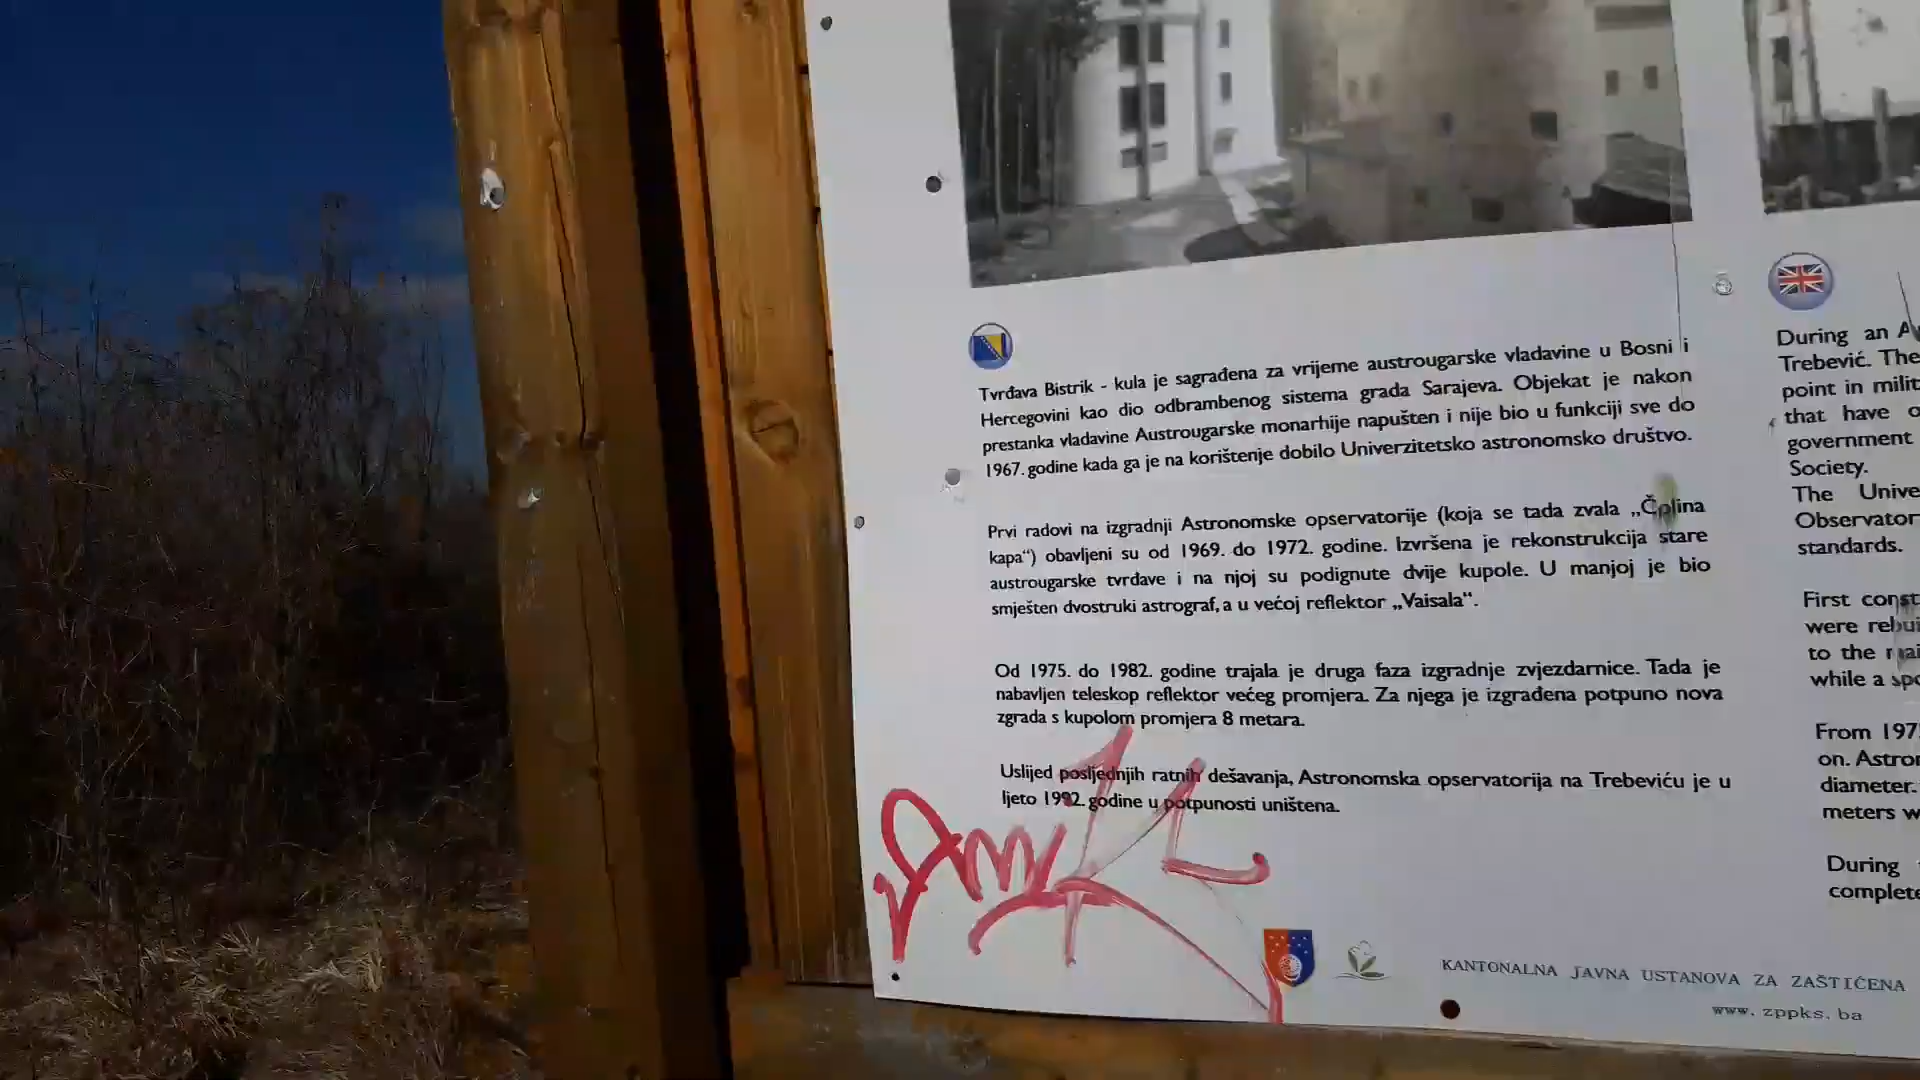 Tvrđava Bistrik - kula je sagrađena za vrijeme austrougarske vladavine u Bosni i
Hercegovini kao dio odbrambenog sistema grada Sarajeva. Objekat je nakon
prestanka vladavine Austrougarske monarhije napušten i nije bio u funkciji sve do
1967. godine kada ga je na korištenje dobilo Univerzitetsko astronomsko društvo.
Prvi radovi na izgradnji Astronomske opservatorije (koja se tada zvala „Čolina
kapa“) obavljeni su od 1969. do 1972. godine. Izvršena je rekonstrukcija stare
austrougarske tvrđave i na njoj su podignute dvije kupole. U manjoj je bio
smješten dvostruki astrograf, a u većoj reflektor „Vaisala“.
Od 1975. do 1982. godine trajala je druga faza izgradnje zvjezdarnice. Tada je
nabavljen teleskop reflektor većeg promjera. Za njega je izgrađena potpuno nova
zgrada s kupolom promjera 8 metara.
Uslijed posljednjih ratnih dešavanja, Astronomska opservatorija na Trebeviću je u
ljeto 1992. godine u potpunosti uništena.
During an
Trebević. The
point in milit
that have
government
Society.
The Unive
Observator
standards.
First const
were rebui
to the mai
while a spo
From 197
on. Astron
diameter.
meters w
During
complete
KANTONALNA JAVNA USTANOVA ZA ZAŠTIĆENA
www.zppks.ba